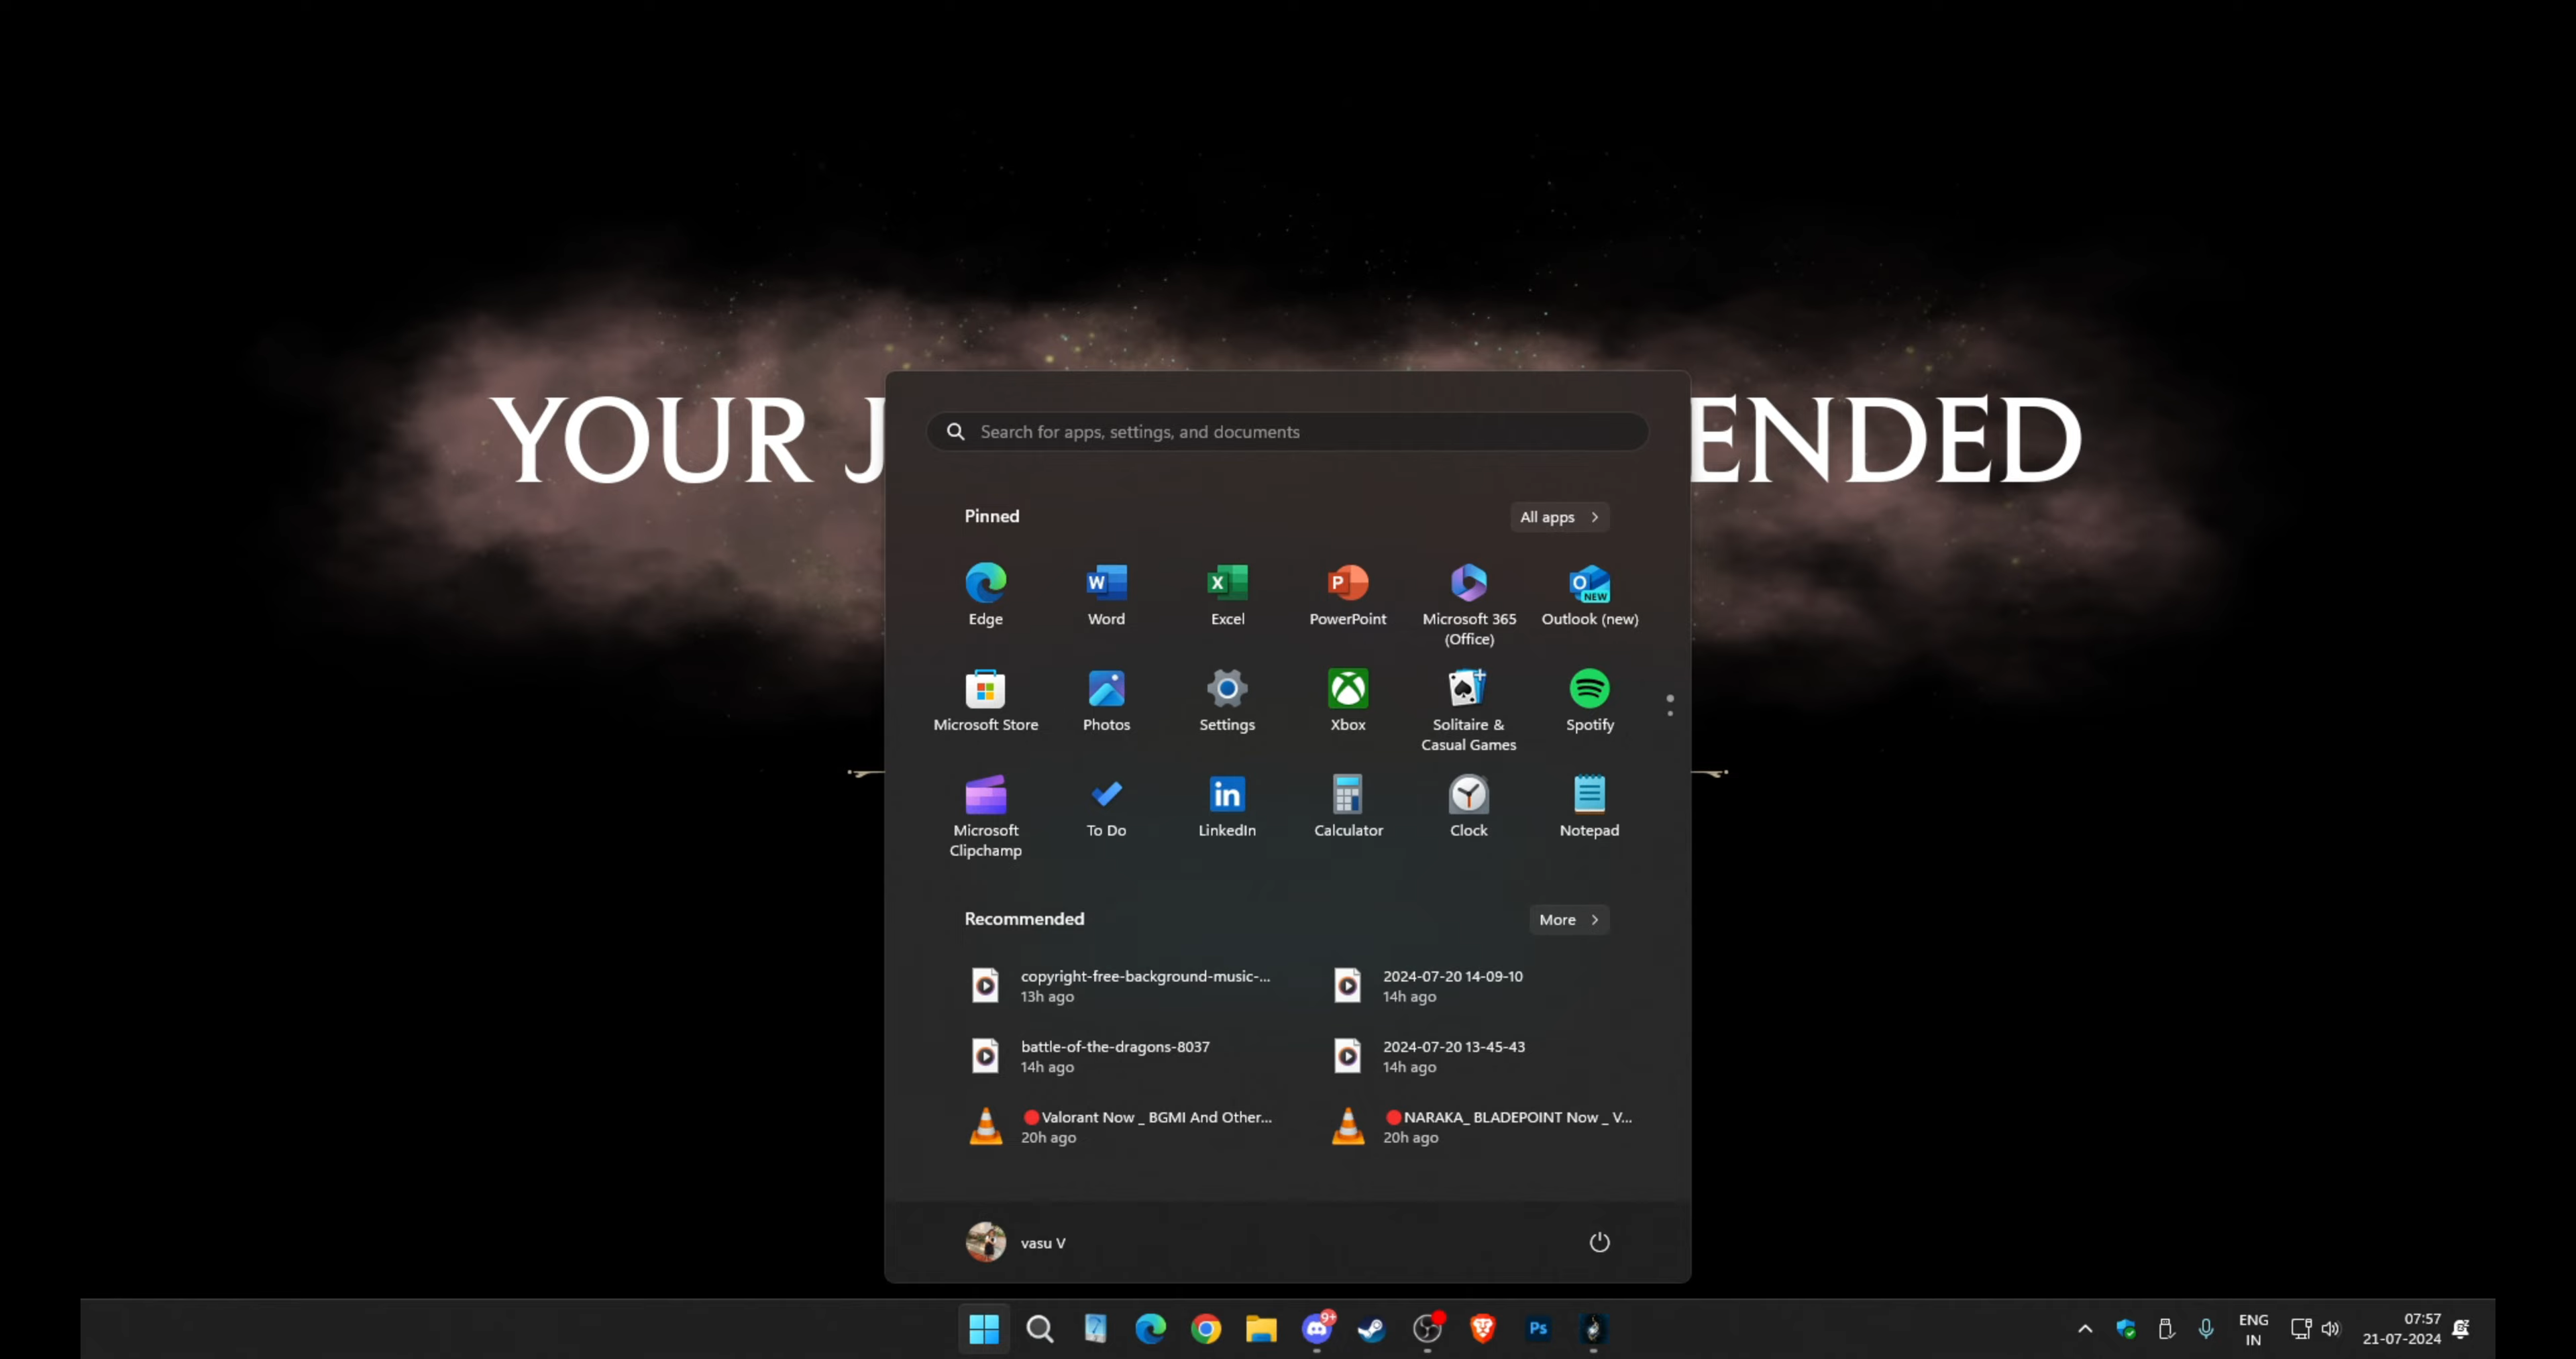 YOUR J
ENDED
Search for apps, settings, and documents
Pinned
All apps
Edge
Word
Excel
PowerPoint
Microsoft 365
(Office)
Outlook (new)
NEW
Microsoft Store
Photos
Settings
Xbox
Solitaire &
Casual Games
Spotify
Microsoft
Clipchamp
To Do
LinkedIn
Calculator
Clock
Notepad
Recommended
More
copyright-free-background-music-...
13h ago
2024-07-20 14-09-10
14h ago
battle-of-the-dragons-8037
14h ago
2024-07-20 13-45-43
14h ago
Valorant Now _ BGMI And Other...
20h ago
NARAKA_ BLADEPOINT Now _ V...
20h ago
vasu V
9+
Ps
ENG
IN
07:57
21-07-2024